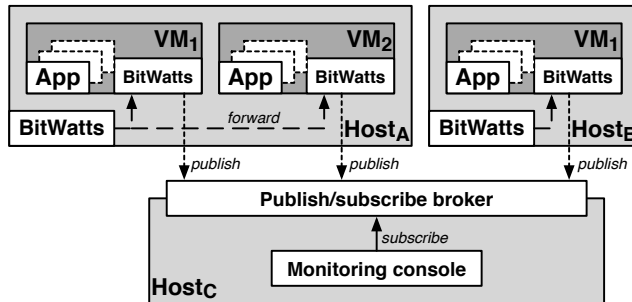 VM1 VM2 VM1
App BitWatts App BitWatts App BitWatts
BitWatts forward HostA BitWatts HostB
publish publish publish
Publish/subscribe broker
subscribe
Monitoring console
HostC